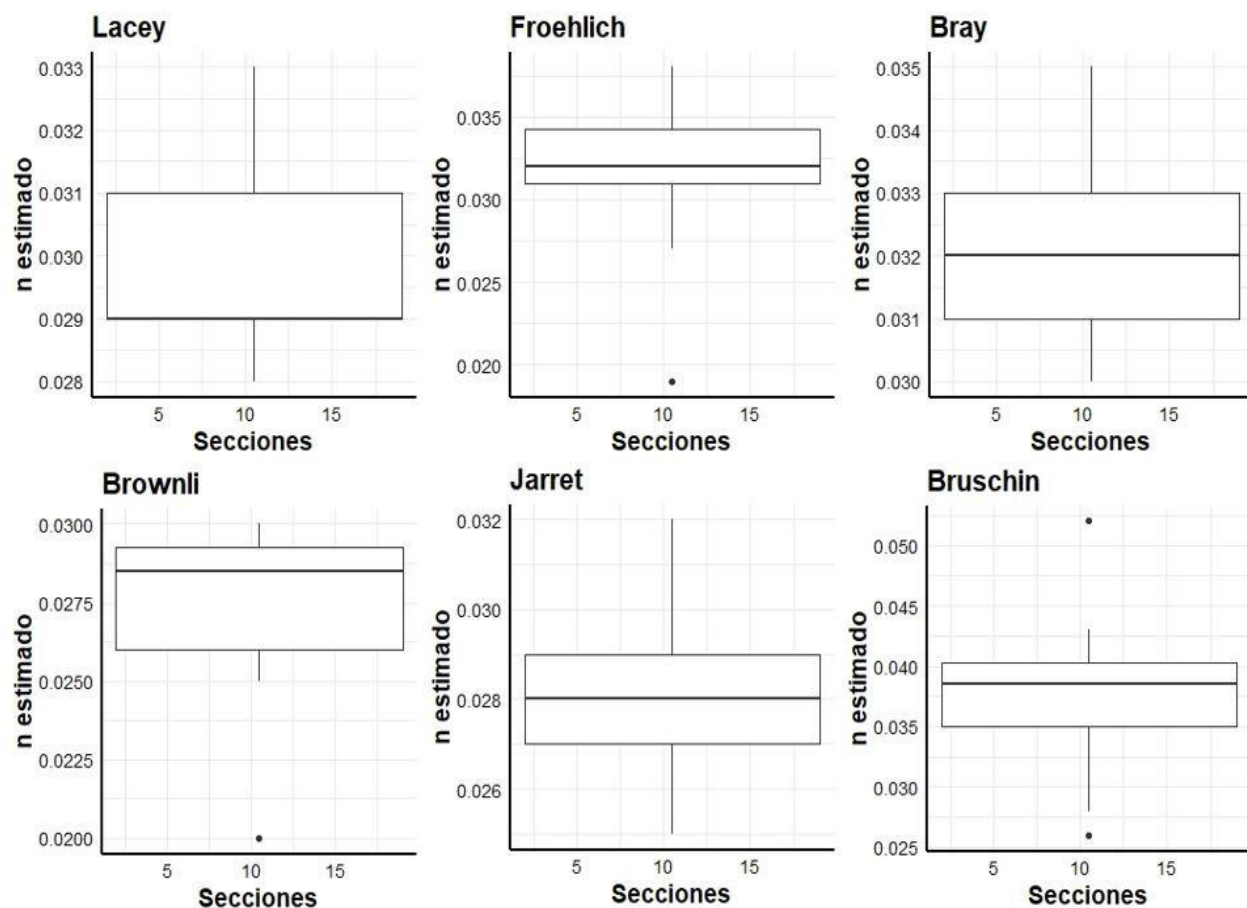 Lacey
n estimado
0.033
0.032
0.031
0.030
0.029
0.028
5 10 15
Secciones
Froehlich
n estimado
0.035
0.030
0.025
0.020
5 10 15
Secciones
Bray
n estimado
0.035
0.034
0.033
0.032
0.031
0.030
5 10 15
Secciones
Brownli
n estimado
0.0300
0.0275
0.0250
0.0225
0.0200
5 10 15
Secciones
Jarret
n estimado
0.032
0.030
0.028
0.026
5 10 15
Secciones
Bruschin
n estimado
0.050
0.045
0.040
0.035
0.030
0.025
5 10 15
Secciones